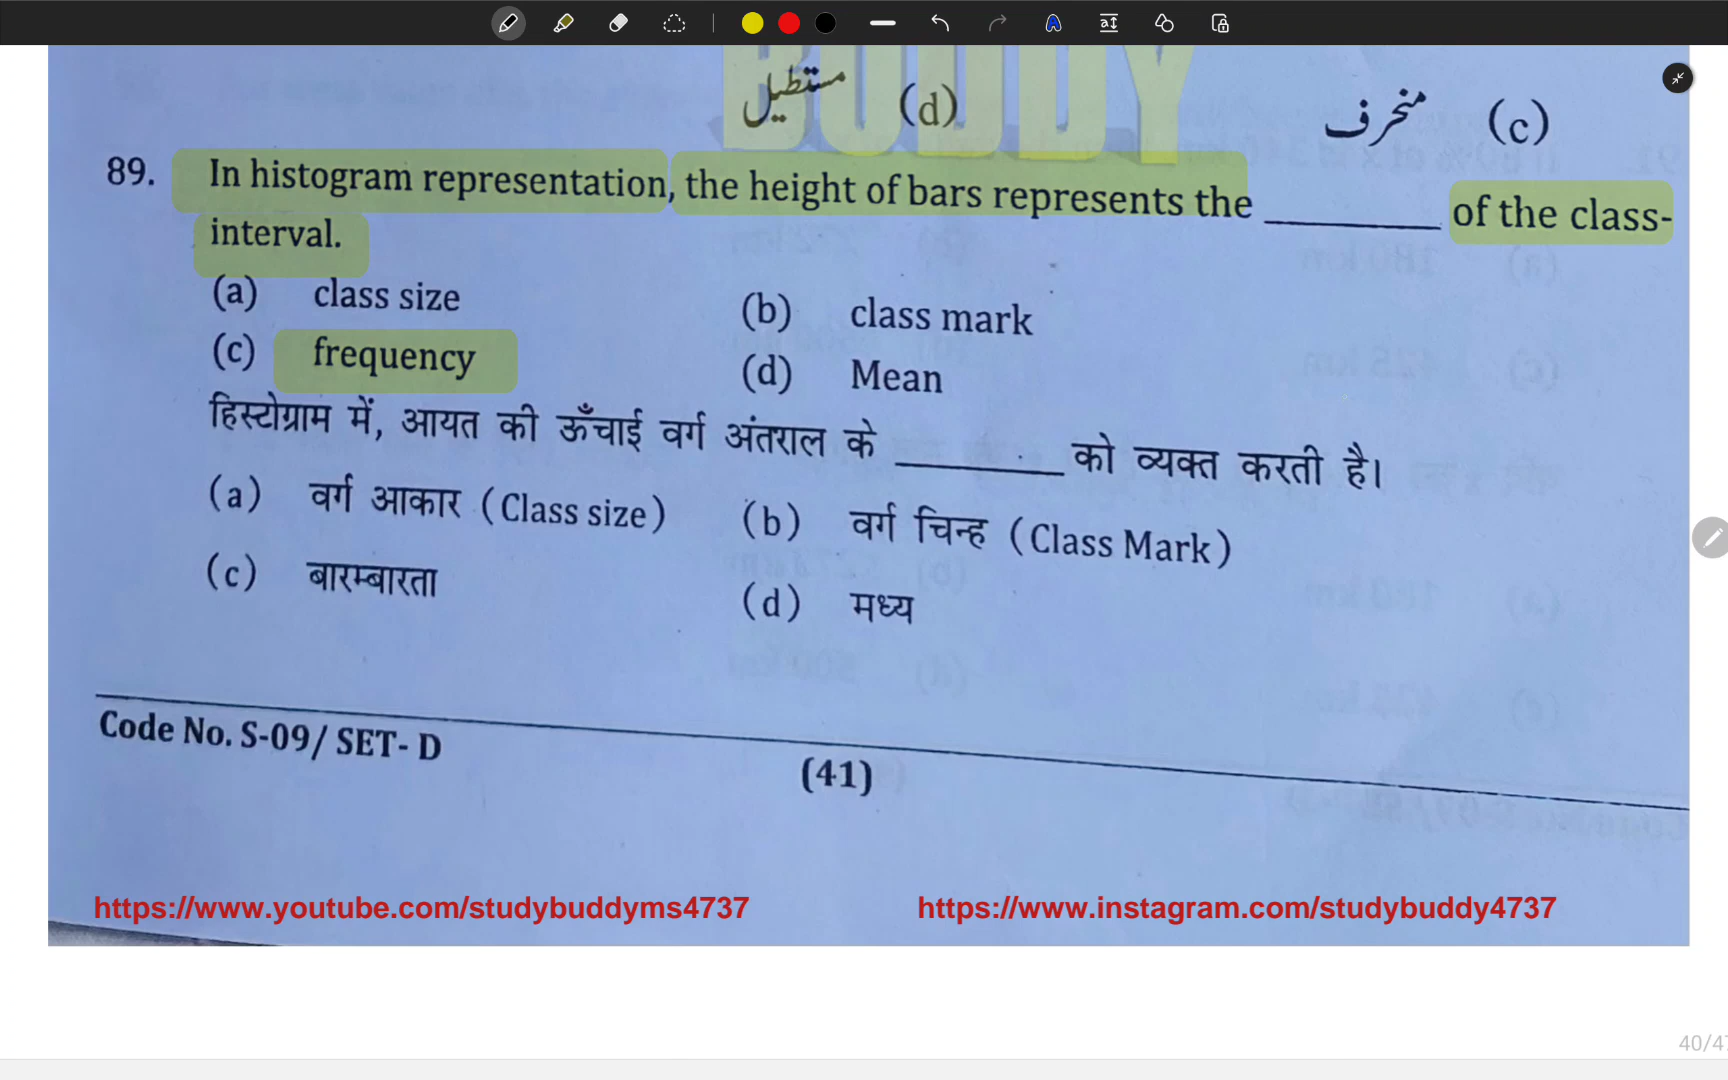 BUDDY
مستطیل (d) منحرف (c)
89. In histogram representation, the height of bars represents the ________ of the class-
interval.
(a) class size (b) class mark
(c) frequency (d) Mean
हिस्टोग्राम में, आयत की ऊँचाई वर्ग अंतराल के ________ को व्यक्त करती है।
(a) वर्ग आकार (Class size) (b) वर्ग चिन्ह (Class Mark)
(c) बारम्बारता (d) मध्य
Code No. S-09/ SET- D
(41)
https://www.youtube.com/studybuddyms4737 https://www.instagram.com/studybuddy4737